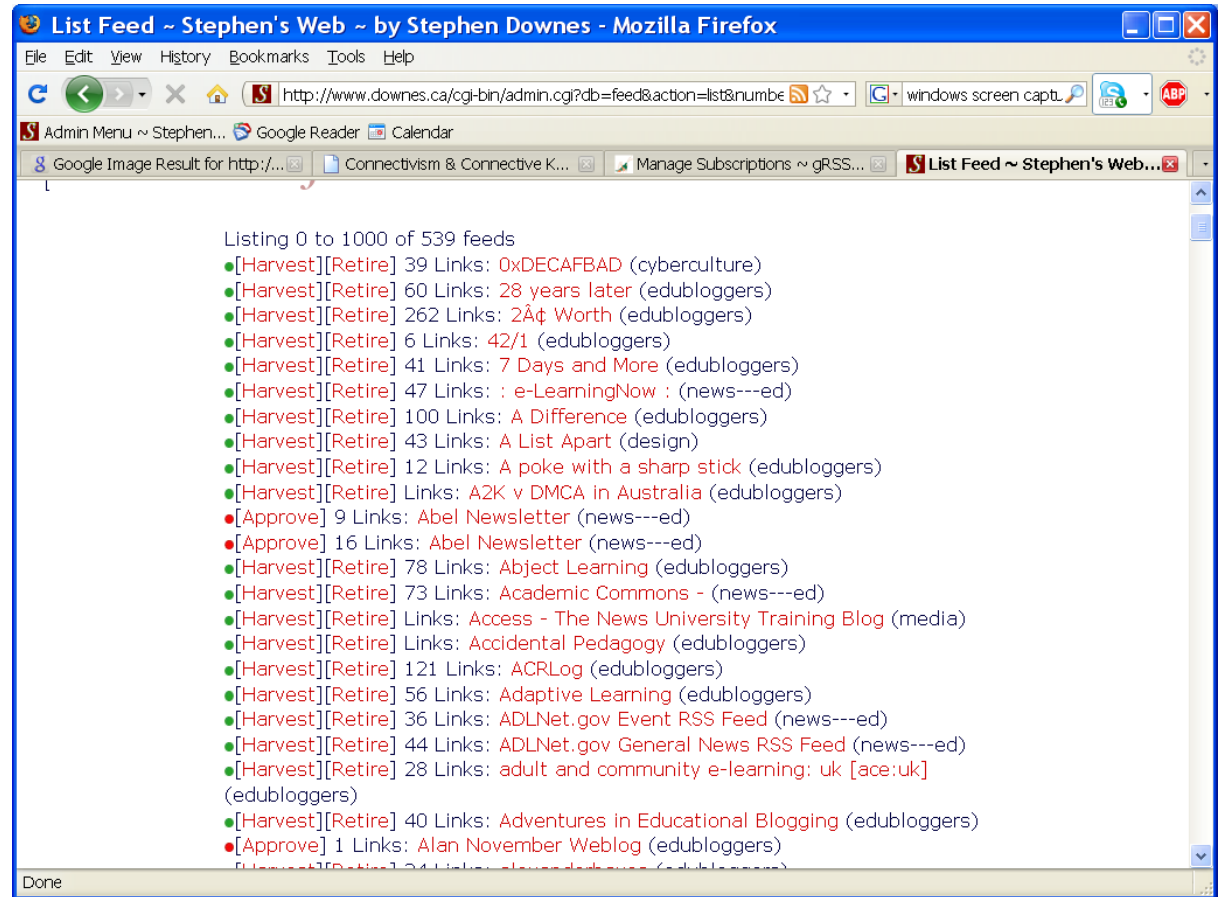 List Feed ~ Stephen's Web ~ by Stephen Downes - Mozilla Firefox
File Edit View History Bookmarks Tools Help
http://www.downes.ca/cgi-bin/admin.cgi?db=feed&action=list&numbe G windows screen captu ABP
S Admin Menu ~ Stephen... Google Reader Calendar
Google Image Result for http:/... Connectivism & Connective K... Manage Subscriptions ~ gRSS... List Feed ~ Stephen's Web...
Listing 0 to 1000 of 539 feeds
●[Harvest][Retire] 39 Links: 0xDECAFBAD (cyberculture)
●[Harvest][Retire] 60 Links: 28 years later (edubloggers)
●[Harvest][Retire] 262 Links: 2Â¢ Worth (edubloggers)
●[Harvest][Retire] 6 Links: 42/1 (edubloggers)
●[Harvest][Retire] 41 Links: 7 Days and More (edubloggers)
●[Harvest][Retire] 47 Links: : e-LearningNow : (news---ed)
●[Harvest][Retire] 100 Links: A Difference (edubloggers)
●[Harvest][Retire] 43 Links: A List Apart (design)
●[Harvest][Retire] 12 Links: A poke with a sharp stick (edubloggers)
●[Harvest][Retire] Links: A2K v DMCA in Australia (edubloggers)
●[Approve] 9 Links: Abel Newsletter (news---ed)
●[Approve] 16 Links: Abel Newsletter (news---ed)
●[Harvest][Retire] 78 Links: Abject Learning (edubloggers)
●[Harvest][Retire] 73 Links: Academic Commons - (news---ed)
●[Harvest][Retire] Links: Access - The News University Training Blog (media)
●[Harvest][Retire] Links: Accidental Pedagogy (edubloggers)
●[Harvest][Retire] 121 Links: ACRLog (edubloggers)
●[Harvest][Retire] 56 Links: Adaptive Learning (edubloggers)
●[Harvest][Retire] 36 Links: ADLNet.gov Event RSS Feed (news---ed)
●[Harvest][Retire] 44 Links: ADLNet.gov General News RSS Feed (news---ed)
●[Harvest][Retire] 28 Links: adult and community e-learning: uk [ace:uk]
(edubloggers)
●[Harvest][Retire] 40 Links: Adventures in Educational Blogging (edubloggers)
●[Approve] 1 Links: Alan November Weblog (edubloggers)
Done